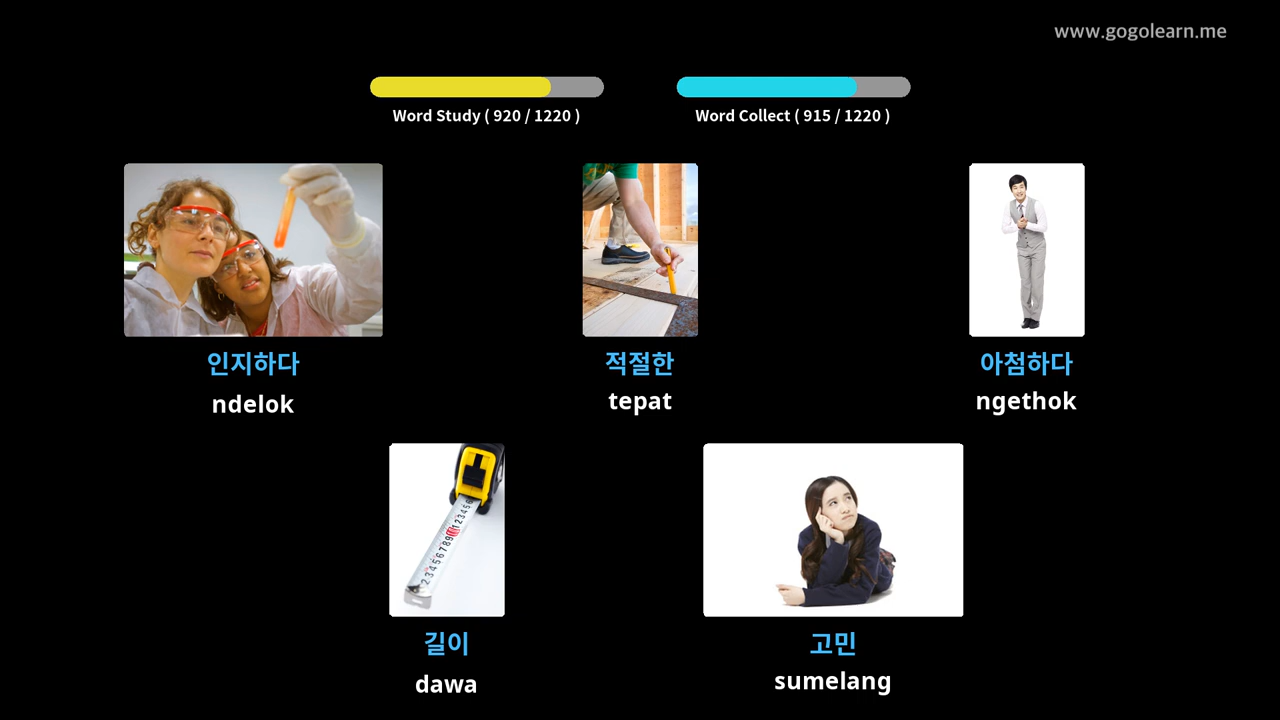 www.gogolearn.me
Word Study ( 920 / 1220 )
Word Collect ( 915 / 1220 )
인지하다
ndelok
적절한
tepat
아첨하다
ngethok
길이
dawa
고민
sumelang